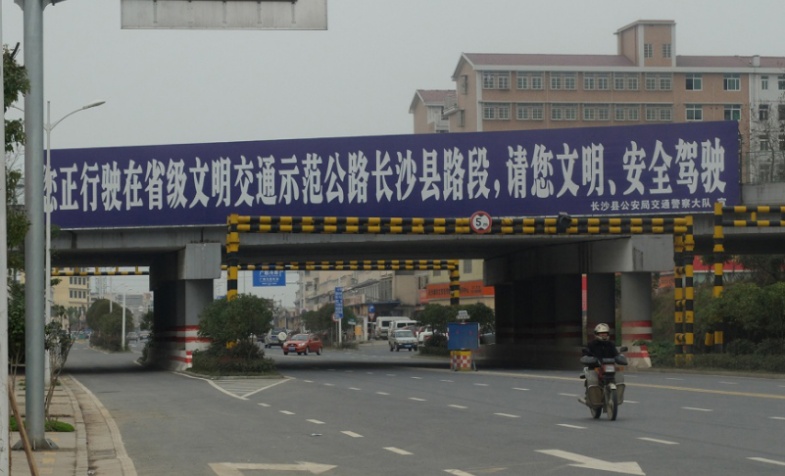 您正行驶在省级文明交通示范公路长沙县路段，请您文明、安全驾驶
长沙县公安局交通警察大队 宣
5